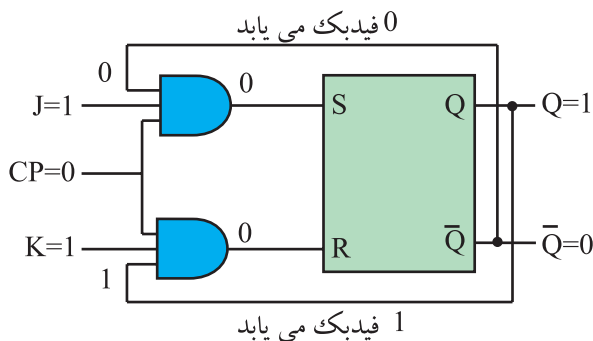 0 فیدبک می یابد
0
0
J=1
S
Q
Q=1
CP=0
K=1
0
R
Q̅
Q̅=0
1
1 فیدبک می یابد